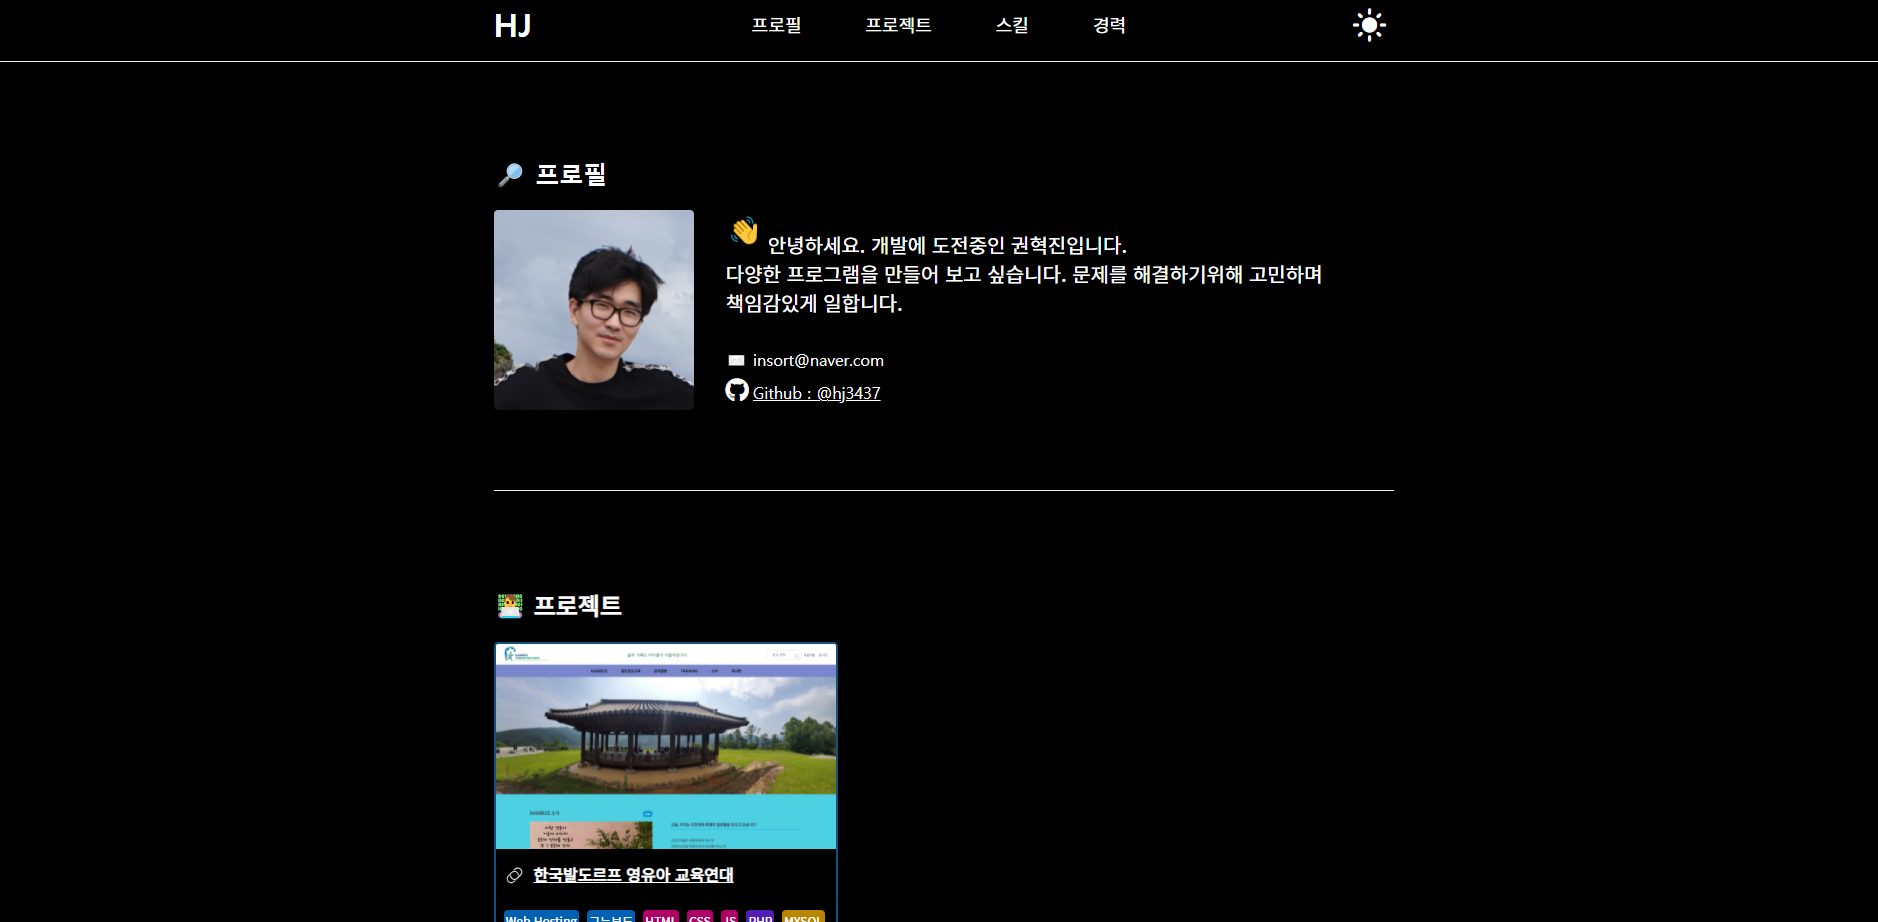 HJ
프로필 프로젝트 스킬 경력
프로필
안녕하세요. 개발에 도전중인 권혁진입니다.
다양한 프로그램을 만들어 보고 싶습니다. 문제를 해결하기위해 고민하며
책임감있게 일합니다.
insort@naver.com
Github : @hj3437
프로젝트
한국발도르프 영유아 교육연대
Web Hosting 그누보드 HTML CSS JS PHP MYSQL